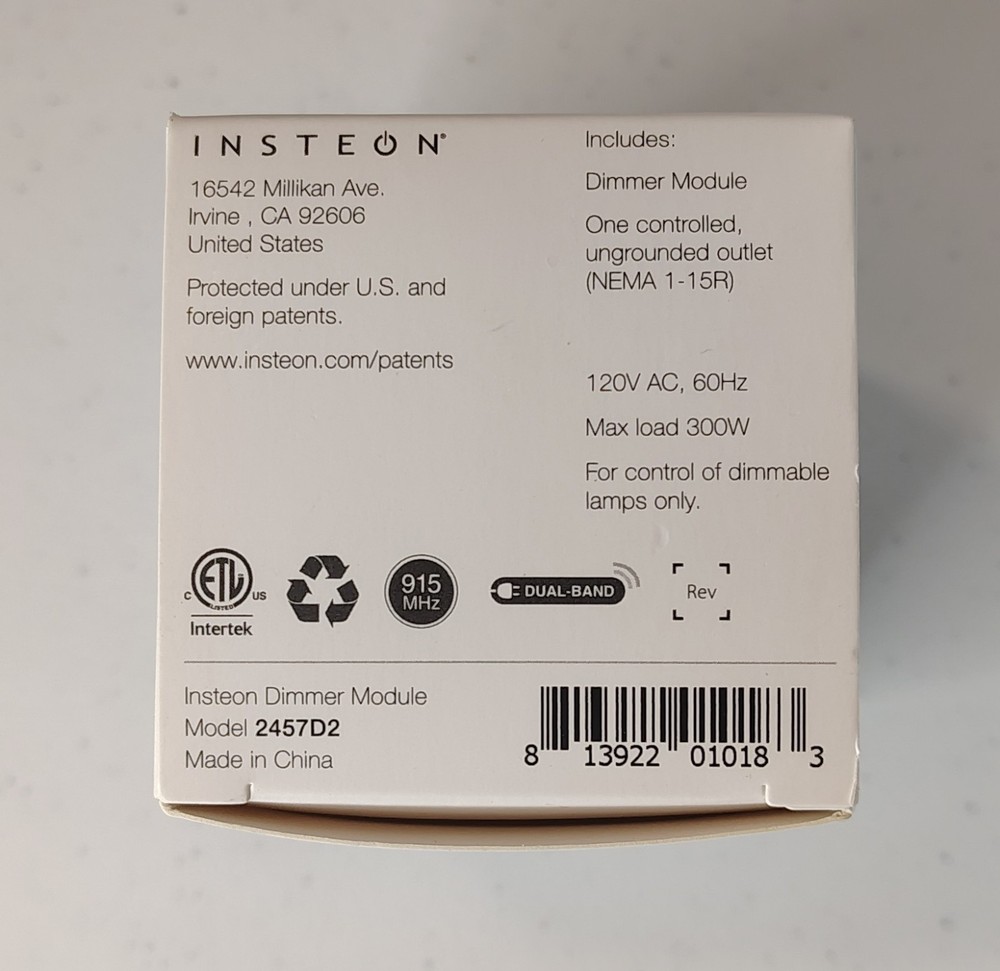 INSTEON®
16542 Millikan Ave.
Irvine , CA 92606
United States
Protected under U.S. and
foreign patents.
www.insteon.com/patents
Includes:
Dimmer Module
One controlled,
ungrounded outlet
(NEMA 1-15R)
120V AC, 60Hz
Max load 300W
For control of dimmable
lamps only.
ETL
LISTED
C US
Intertek
915
MHz
DUAL-BAND
Rev
Insteon Dimmer Module
Model 2457D2
Made in China
8 13922 01018 3